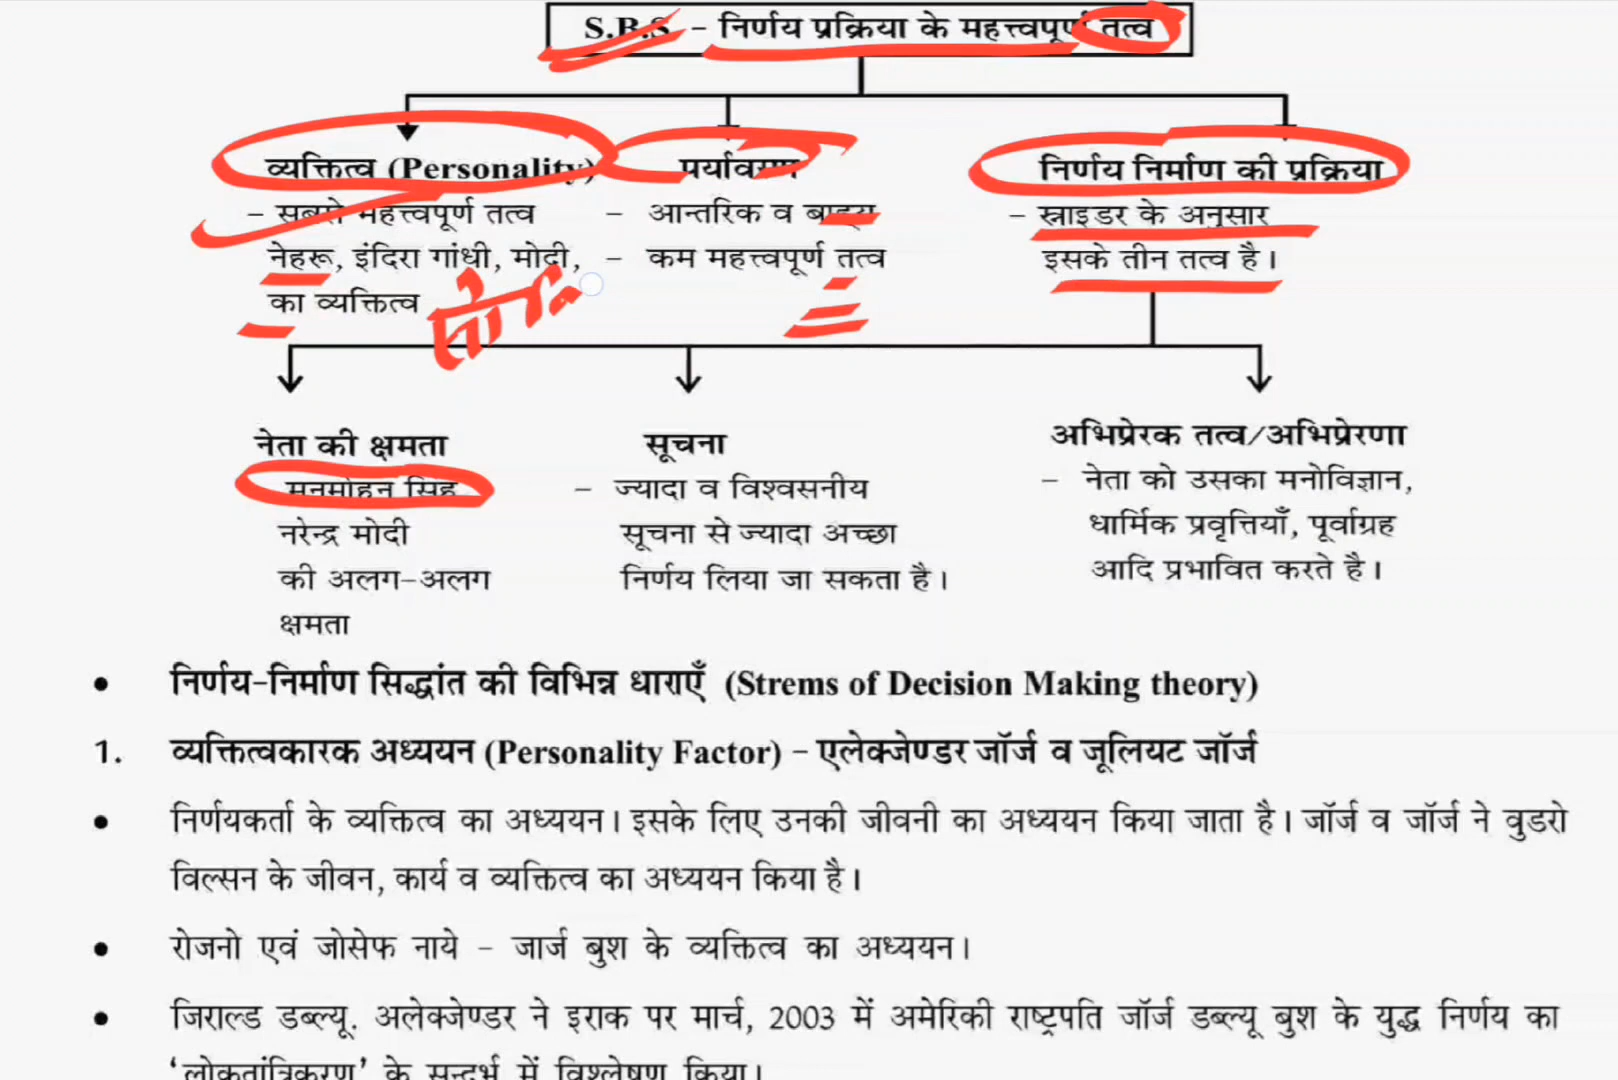 S.B.S. - निर्णय प्रक्रिया के महत्त्वपूर्ण तत्व
व्यक्तित्व (Personality)
- सबसे महत्त्वपूर्ण तत्व
नेहरू, इंदिरा गांधी, मोदी,
का व्यक्तित्व
पर्यावरण
- आन्तरिक व बाह्य
- कम महत्त्वपूर्ण तत्व
निर्णय निर्माण की प्रक्रिया
- स्नाइडर के अनुसार
इसके तीन तत्व है।
नेता की क्षमता
मनमोहन सिंह
नरेन्द्र मोदी
की अलग-अलग
क्षमता
सूचना
- ज्यादा व विश्वसनीय
सूचना से ज्यादा अच्छा
निर्णय लिया जा सकता है।
अभिप्रेरक तत्व/अभिप्रेरणा
- नेता को उसका मनोविज्ञान,
धार्मिक प्रवृत्तियाँ, पूर्वाग्रह
आदि प्रभावित करते है।
• निर्णय-निर्माण सिद्धांत की विभिन्न धाराएँ (Strems of Decision Making theory)
1. व्यक्तित्वकारक अध्ययन (Personality Factor) - एलेक्जेण्डर जॉर्ज व जूलियट जॉर्ज
• निर्णयकर्ता के व्यक्तित्व का अध्ययन। इसके लिए उनकी जीवनी का अध्ययन किया जाता है। जॉर्ज व जॉर्ज ने वुडरो
विल्सन के जीवन, कार्य व व्यक्तित्व का अध्ययन किया है।
• रोजनो एवं जोसेफ नाये - जार्ज बुश के व्यक्तित्व का अध्ययन।
• जिराल्ड डब्ल्यू. अलेक्जेण्डर ने इराक पर मार्च, 2003 में अमेरिकी राष्ट्रपति जॉर्ज डब्ल्यू बुश के युद्ध निर्णय का
'लोकतांत्रिकरण' के सन्दर्भ में विश्लेषण किया।